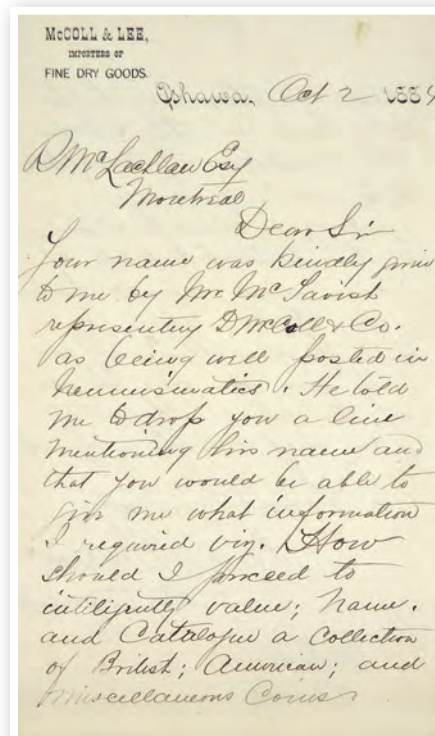 McCOLL & LEE,
IMPORTERS OF
FINE DRY GOODS.
Oshawa, Oct 2 188
McLachlan Esq
Montreal
Dear Sir
Your name was kindly given
to me by Mr. McTavish
representing D McCall & Co.
as being well posted in
Neumismatics. He told
me to drop you a line
mentioning his name and
that you would be able to
give me what information
I required viz. How
should I proceed to
intiligently value; name.
and Catalogue a Collection
of British; American; and
Miscellaneous Coins